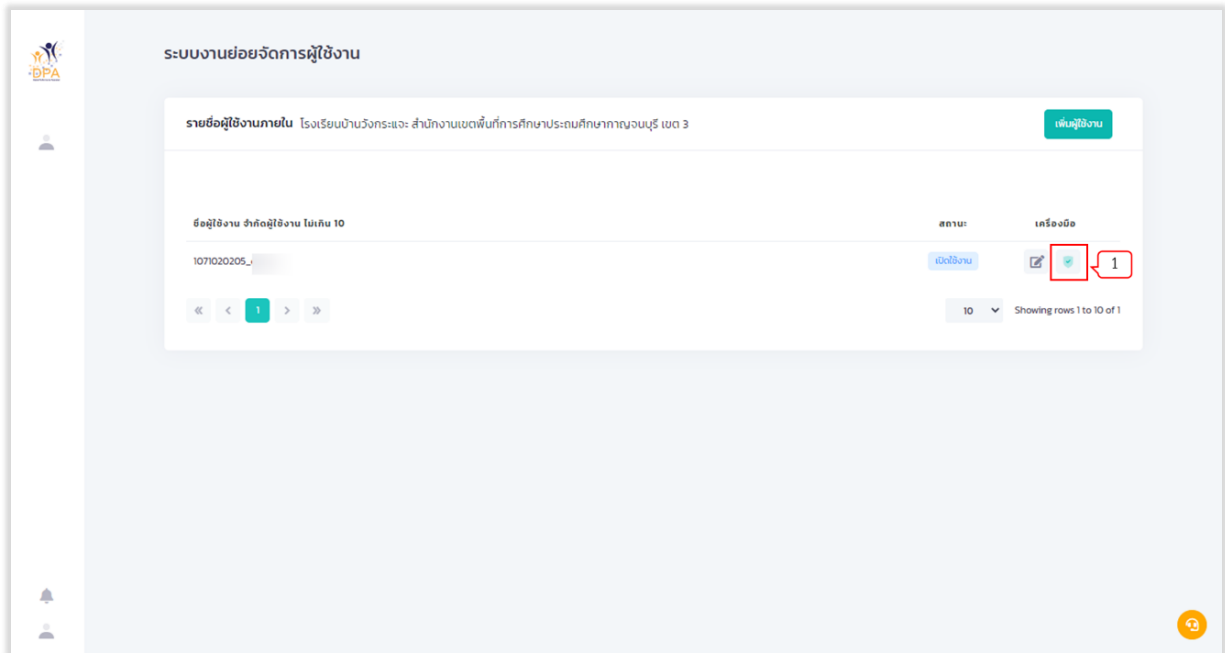 DPA
ระบบงานย่อยจัดการผู้ใช้งาน
รายชื่อผู้ใช้งานภายใน โรงเรียนบ้านวังกระแจะ สำนักงานเขตพื้นที่การศึกษาประถมศึกษากาญจนบุรี เขต 3
เพิ่มผู้ใช้งาน
ชื่อผู้ใช้งาน จำกัดผู้ใช้งาน ไม่เกิน 10 สถานะ เครื่องมือ
1071020205_ เปิดใช้งาน 1
« < 1 > » 10 Showing rows 1 to 10 of 1